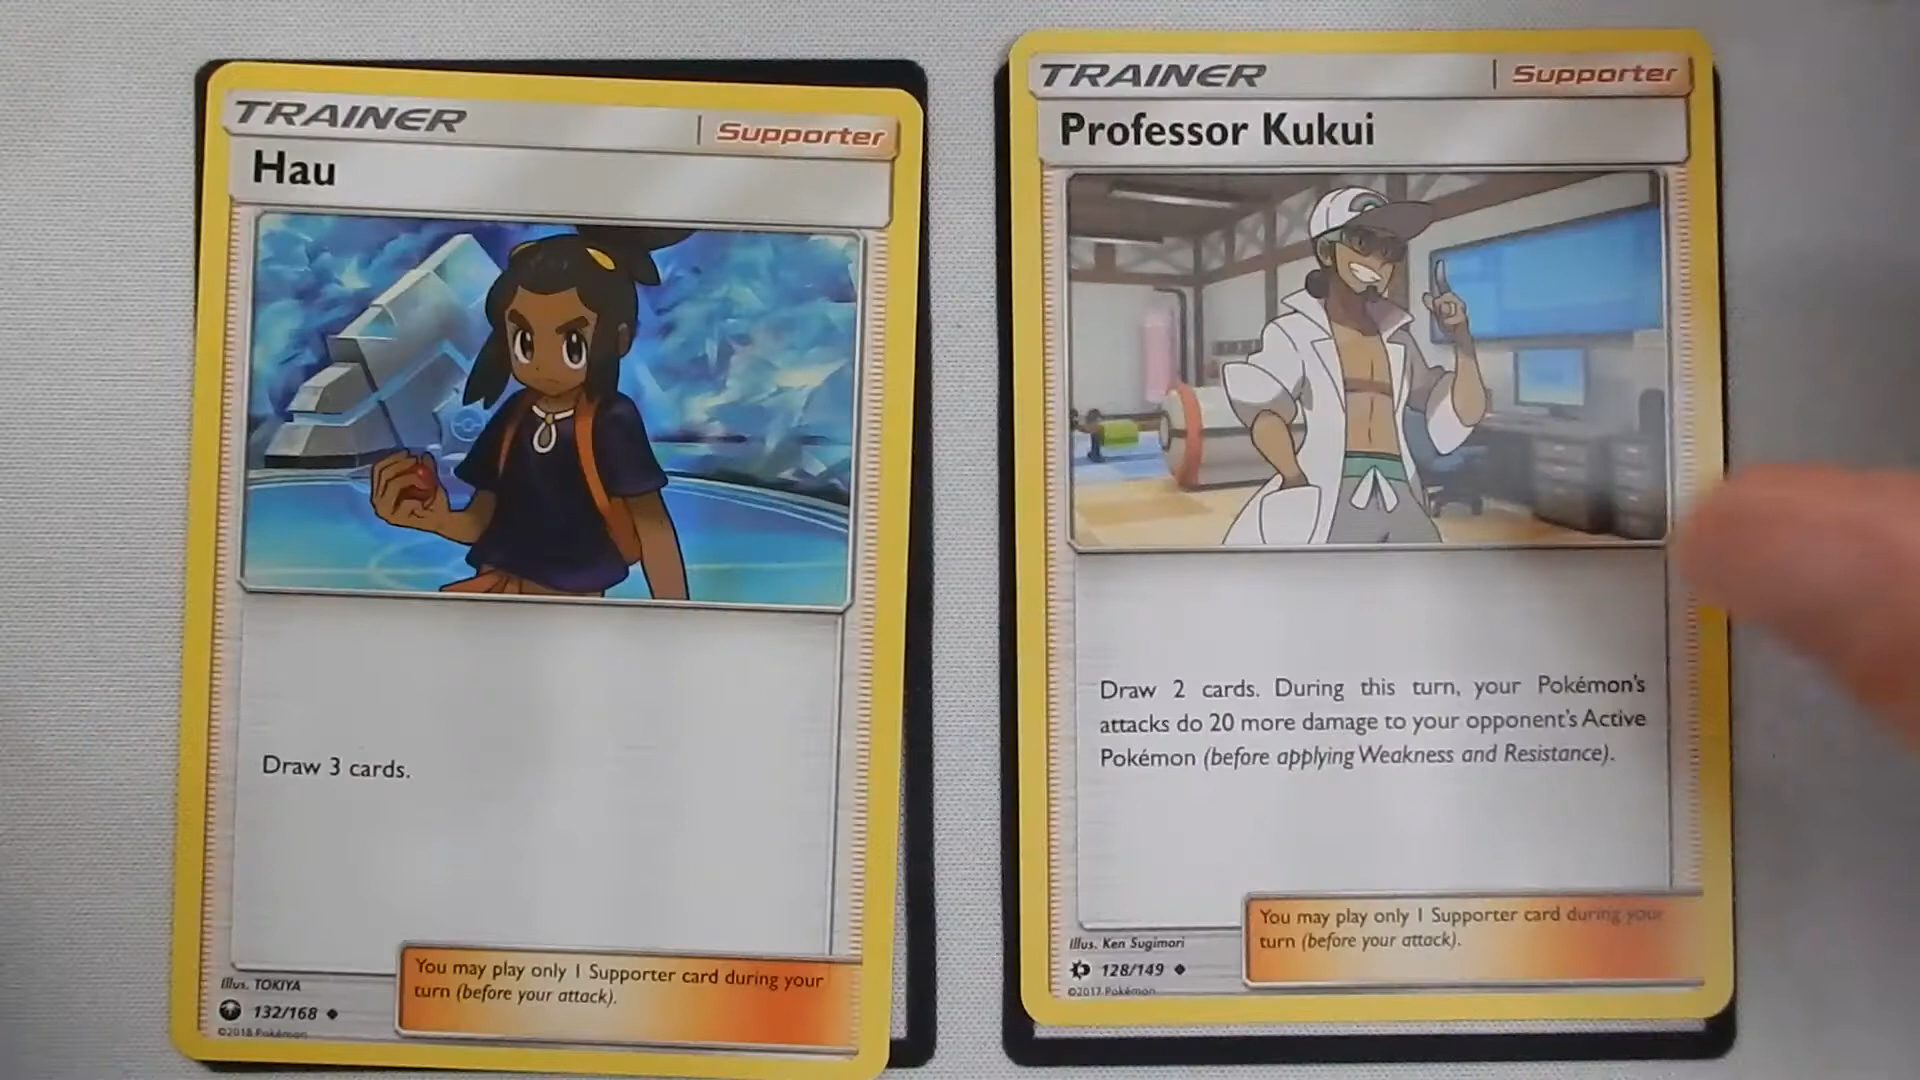 TRAINER
Supporter
Hau
Draw 3 cards.
You may play only 1 Supporter card during your
turn (before your attack).
Illus. TOKIYA
132/168
©2018 Pokémon
TRAINER
Supporter
Professor Kukui
Draw 2 cards. During this turn, your Pokémon's
attacks do 20 more damage to your opponent's Active
Pokémon (before applying Weakness and Resistance).
You may play only 1 Supporter card during your
turn (before your attack).
Illus. Ken Sugimori
128/149
©2017 Pokémon